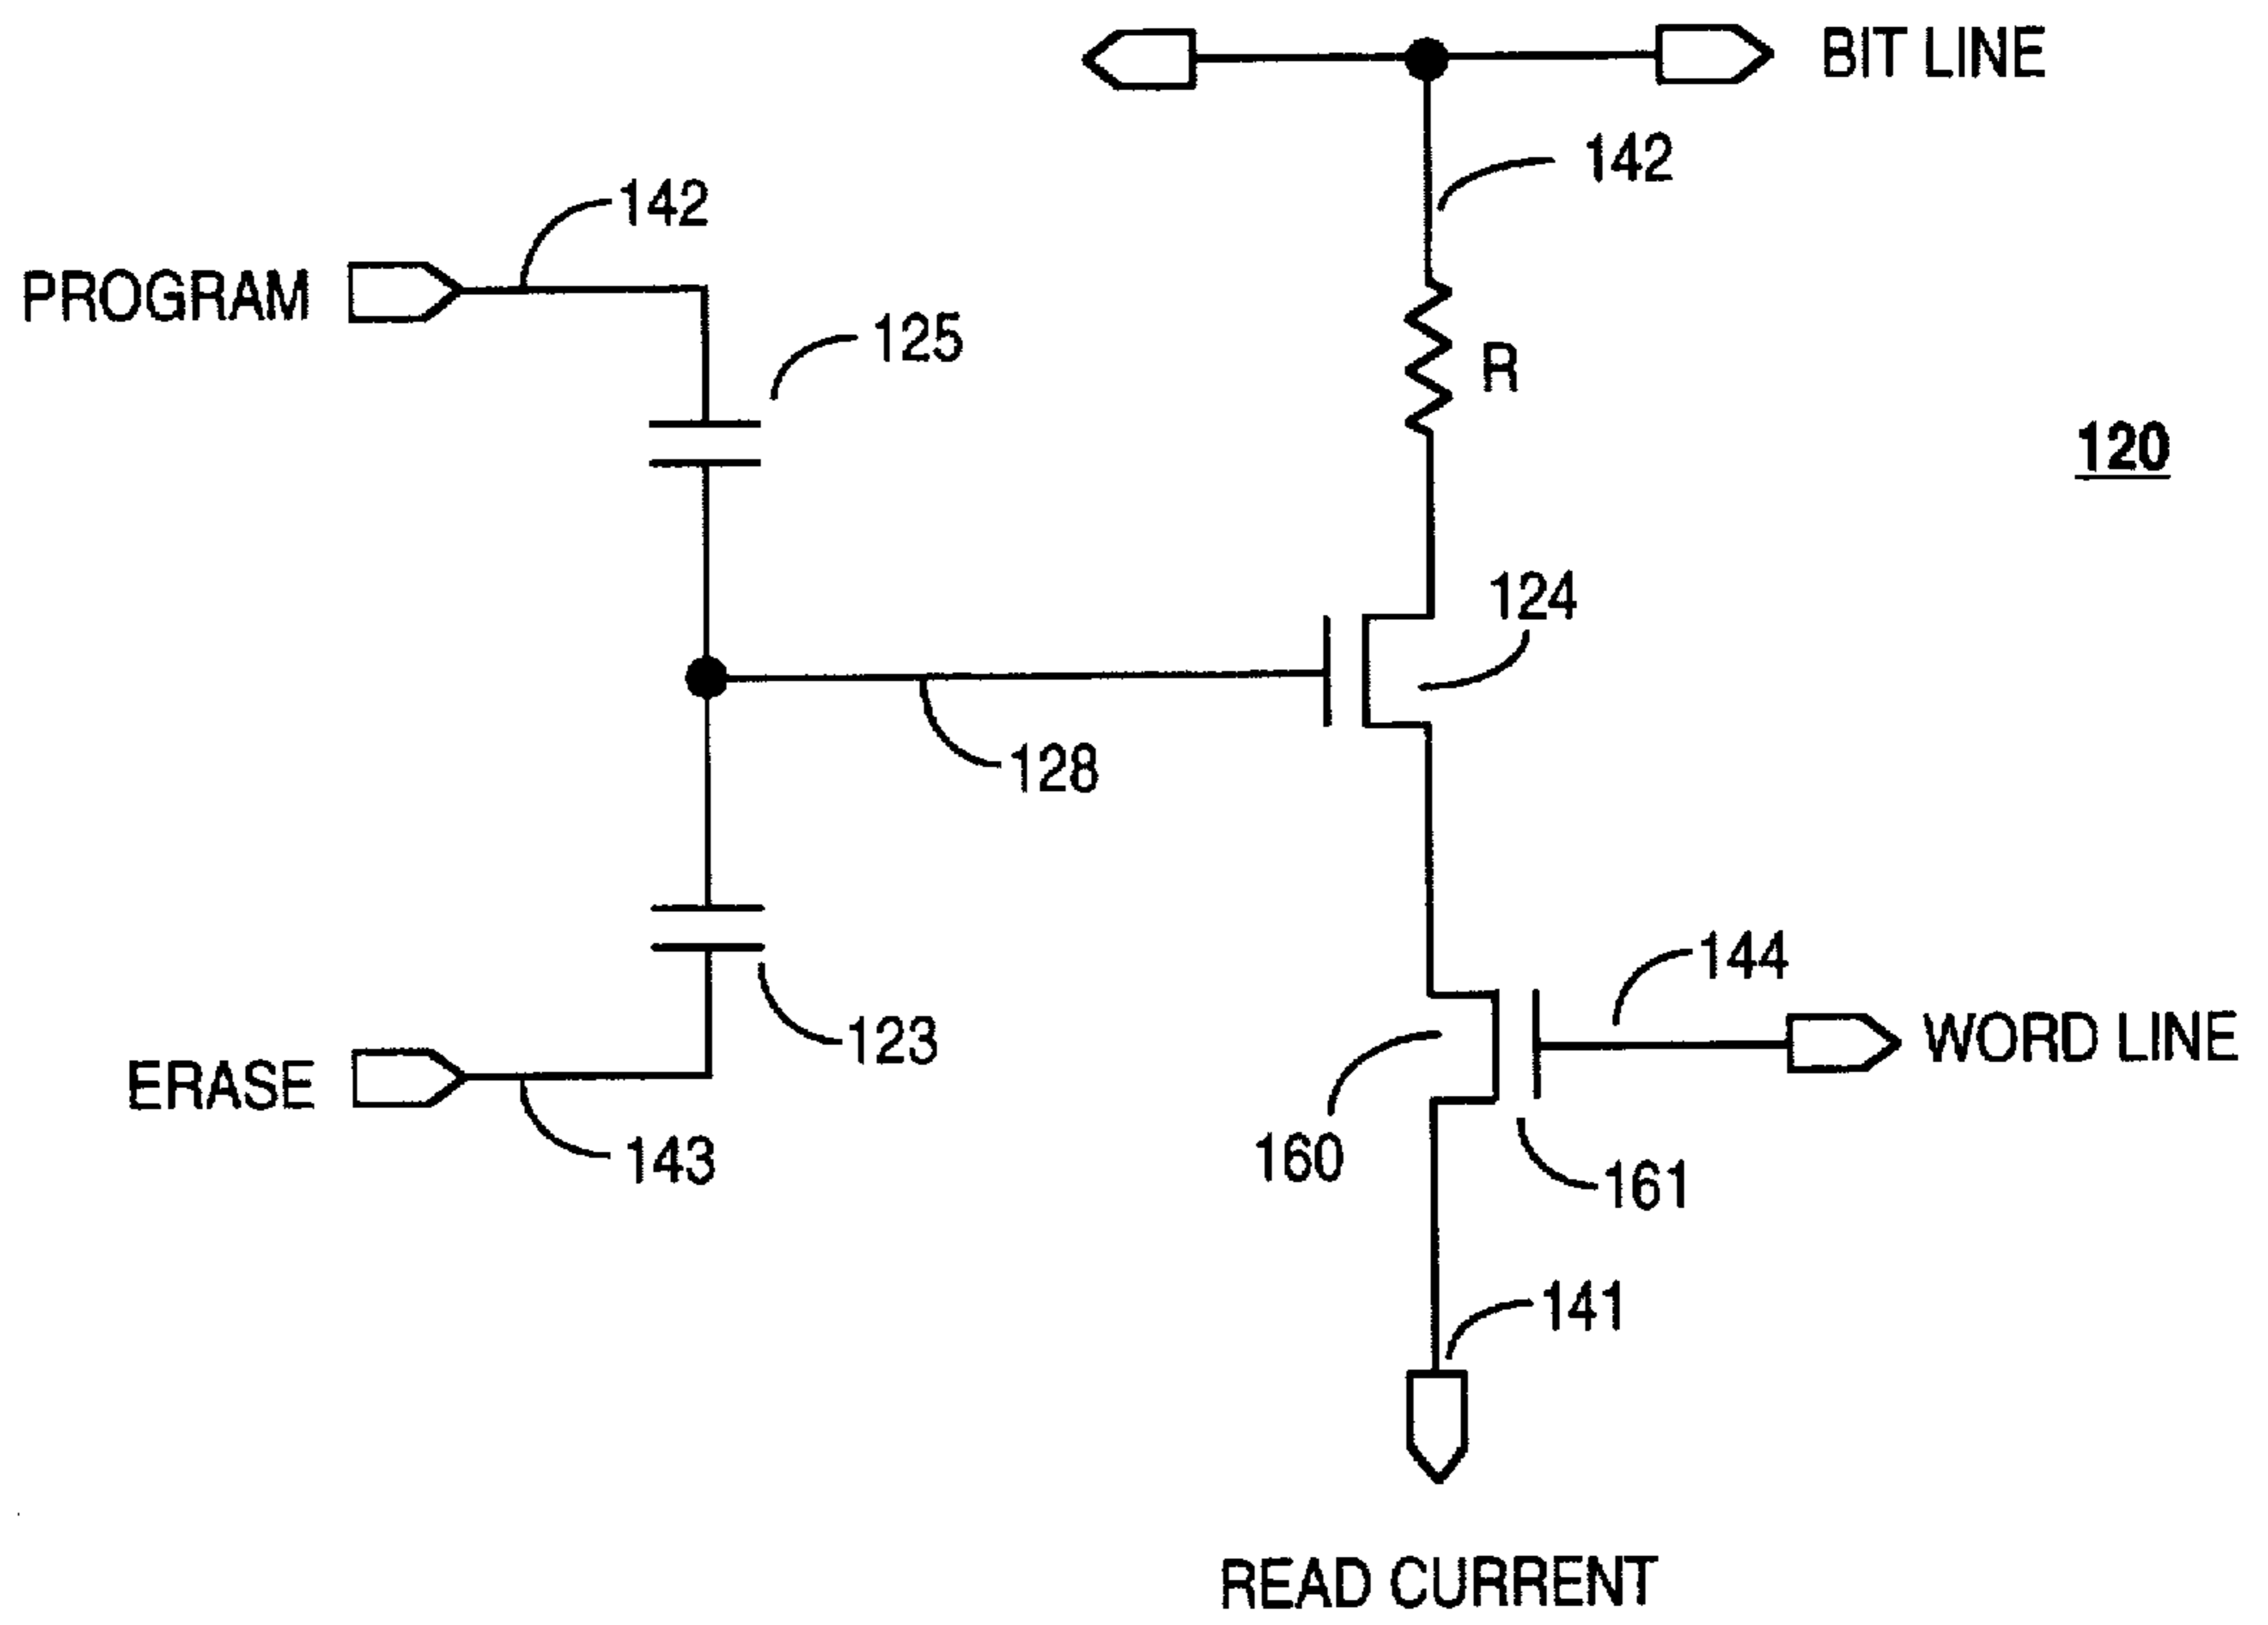 BIT LINE
142
142
PROGRAM
125
R
120
124
128
144
WORD LINE
123
ERASE
143
160
161
141
READ CURRENT